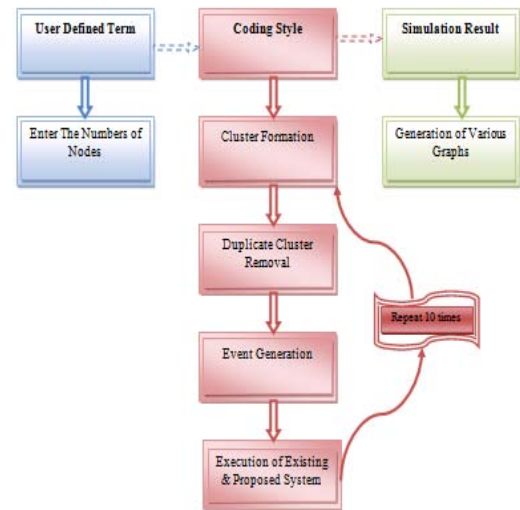 User Defined Term
Coding Style
Simulation Result
Enter The Numbers of
Nodes
Cluster Formation
Generation of Various
Graphs
Duplicate Cluster
Removal
Repeat 10 times
Event Generation
Execution of Existing
& Proposed System